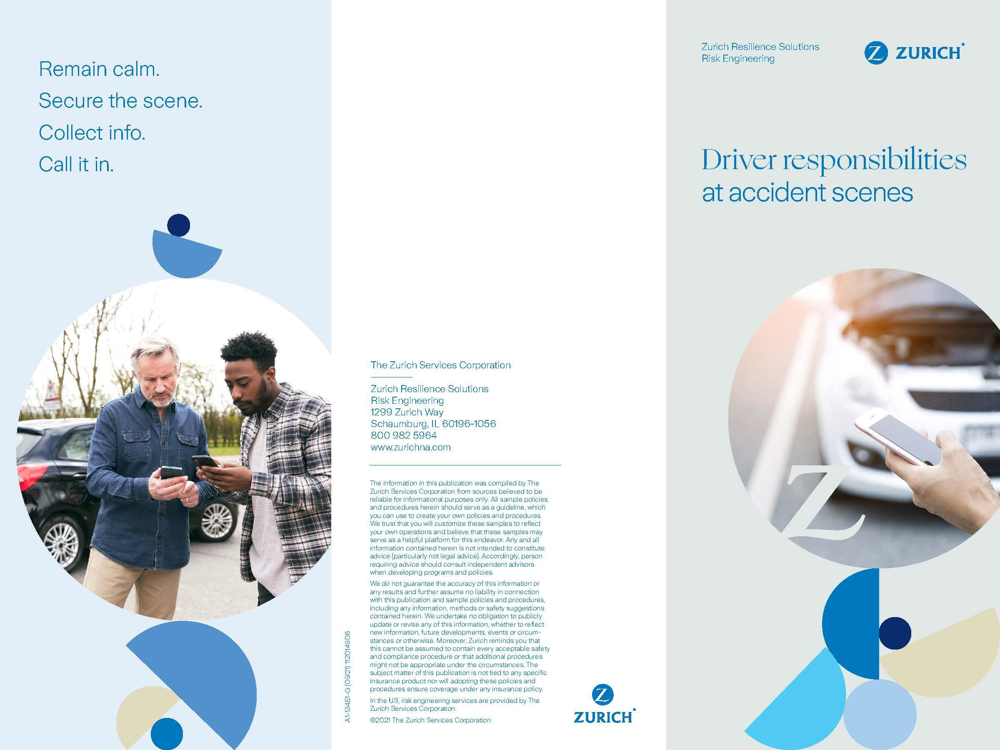 Remain calm.
Secure the scene.
Collect info.
Call it in.
The Zurich Services Corporation
Zurich Resilience Solutions
Risk Engineering
1299 Zurich Way
Schaumburg, IL 60196-1056
800 982 5964
www.zurichna.com
The information in this publication was compiled by The
Zurich Services Corporation from sources believed to be
reliable for informational purposes only. All sample policies
and procedures herein should serve as a guideline, which
you can use to create your own policies and procedures.
We trust that you will customize these samples to reflect
your own operations and believe that these samples may
serve as a helpful platform for this endeavor. Any and all
information contained herein is not intended to constitute
advice (particularly not legal advice). Accordingly, person
requiring advice should consult independent advisors
when developing programs and policies.
We do not guarantee the accuracy of this information or
any results and further assume no liability in connection
with this publication and sample policies and procedures,
including any information, methods or safety suggestions
contained herein. We undertake no obligation to publicly
update or revise any of this information, whether to reflect
new information, future developments, events or circum-
stances or otherwise. Moreover, Zurich reminds you that
this cannot be assumed to contain every acceptable safety
and compliance procedure or that additional procedures
might not be appropriate under the circumstances. The
subject matter of this publication is not tied to any specific
insurance product nor will adopting these policies and
procedures ensure coverage under any insurance policy.
In the US, risk engineering services are provided by The
Zurich Services Corporation.
©2021 The Zurich Services Corporation
A1-13451-G (09/21) 112014906
Z
ZURICH
Zurich Resilience Solutions
Risk Engineering
Z ZURICH
Driver responsibilities
at accident scenes
Z